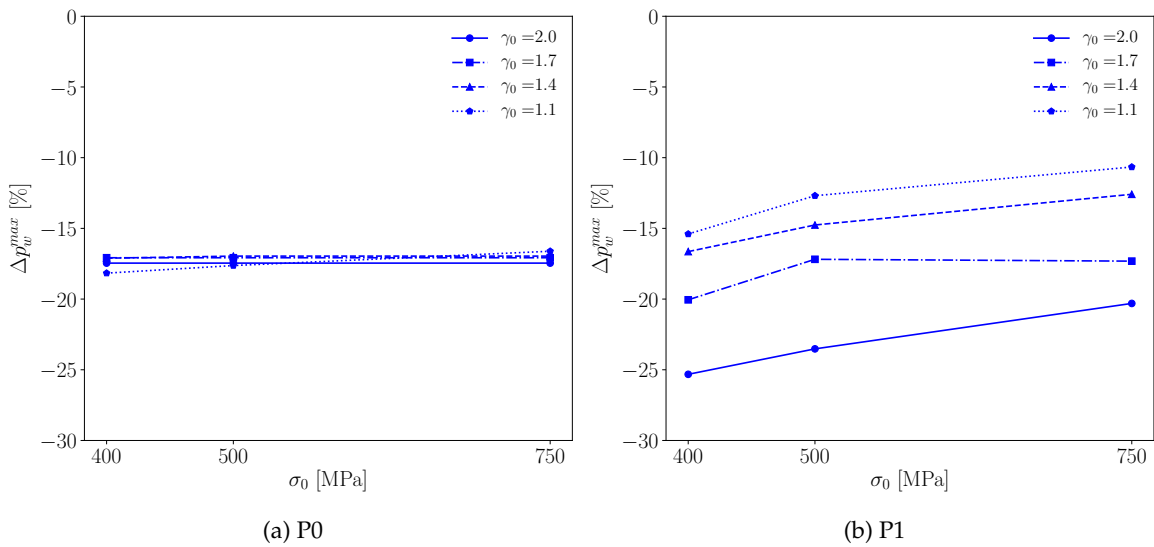 0
−5
−10
−15
−20
−25
−30
Δp_w^{max} [%]
γ₀ =2.0
γ₀ =1.7
γ₀ =1.4
γ₀ =1.1
400 500 750
σ₀ [MPa]
(a) P0
0
−5
−10
−15
−20
−25
−30
Δp_w^{max} [%]
γ₀ =2.0
γ₀ =1.7
γ₀ =1.4
γ₀ =1.1
400 500 750
σ₀ [MPa]
(b) P1